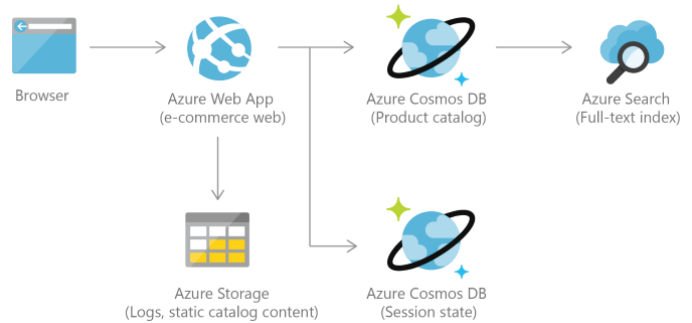 Browser
Azure Web App
(e-commerce web)
Azure Cosmos DB
(Product catalog)
Azure Search
(Full-text index)
Azure Storage
(Logs, static catalog content)
Azure Cosmos DB
(Session state)